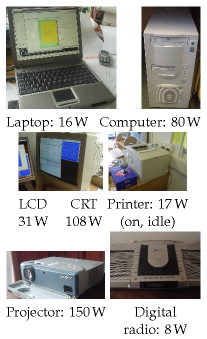 Laptop: 16 W Computer: 80 W
LCD CRT Printer: 17 W
31 W 108 W (on, idle)
Projector: 150 W Digital
radio: 8 W